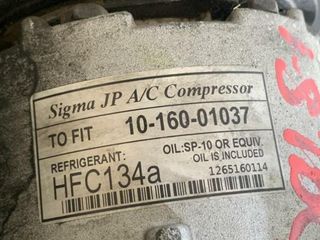 Sigma JP A/C Compressor
TO FIT 10-160-01037
REFRIGERANT: OIL:SP-10 OR EQUIV.
HFC134a OIL IS INCLUDED
1265160114